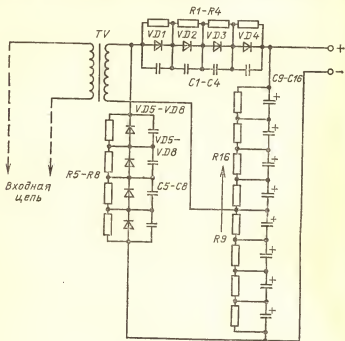 R1-R4
TV
VD1 VD2 VD3 VD4
+
−
C1-C4
C9-C16
VD5-VD8
+
VD5-
VD8
+
+
R16
Входная
цепь
R5-R8
C5-C8
+
R9
+
+
+
+